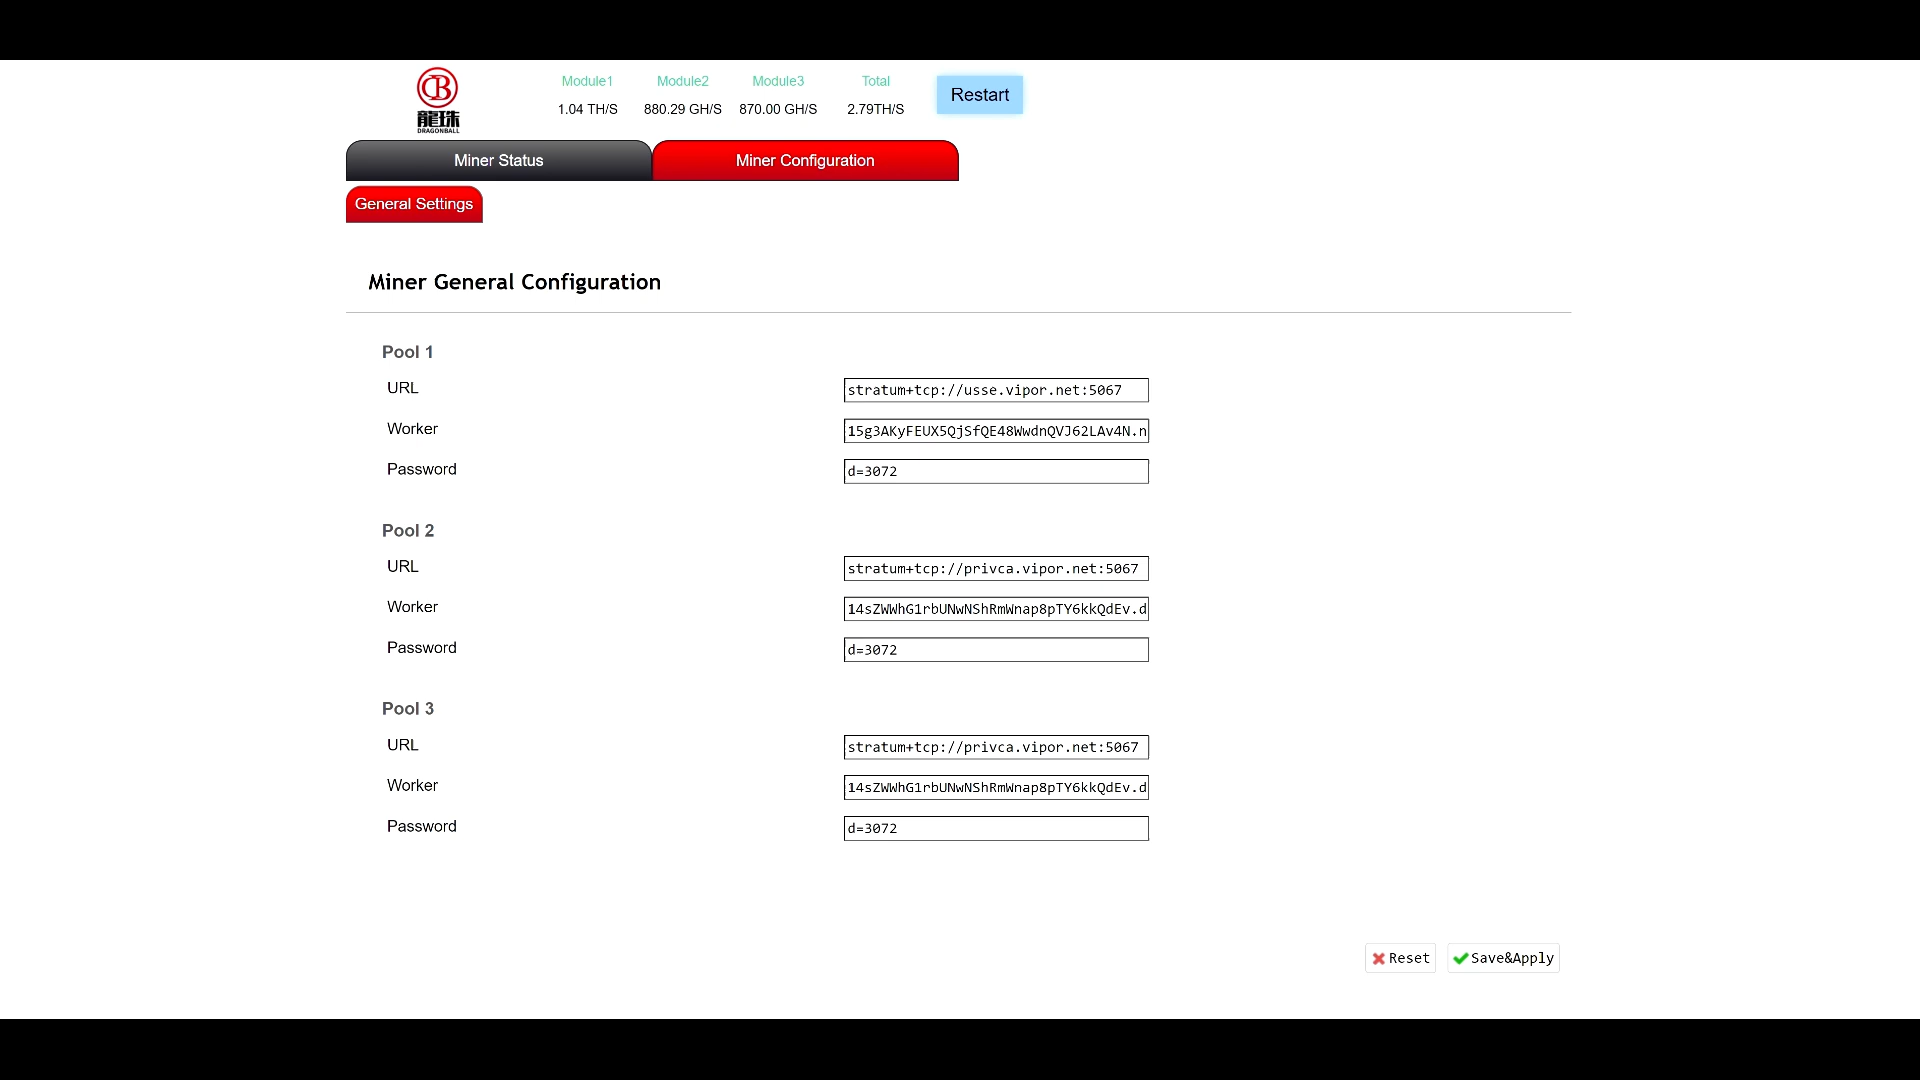 CB
龍珠
DRAGONBALL
Module1 Module2 Module3 Total
1.04 TH/S 880.29 GH/S 870.00 GH/S 2.79TH/S
Restart
Miner Status Miner Configuration
General Settings
Miner General Configuration
Pool 1
URL stratum+tcp://usse.vipor.net:5067
Worker 15g3AKyFEUX5QjSfQE48WwdnQVJ62LAv4N.n
Password d=3072
Pool 2
URL stratum+tcp://privca.vipor.net:5067
Worker 14sZWWhG1rbUNwNShRmWnap8pTY6kkQdEv.d
Password d=3072
Pool 3
URL stratum+tcp://privca.vipor.net:5067
Worker 14sZWWhG1rbUNwNShRmWnap8pTY6kkQdEv.d
Password d=3072
Reset Save&Apply